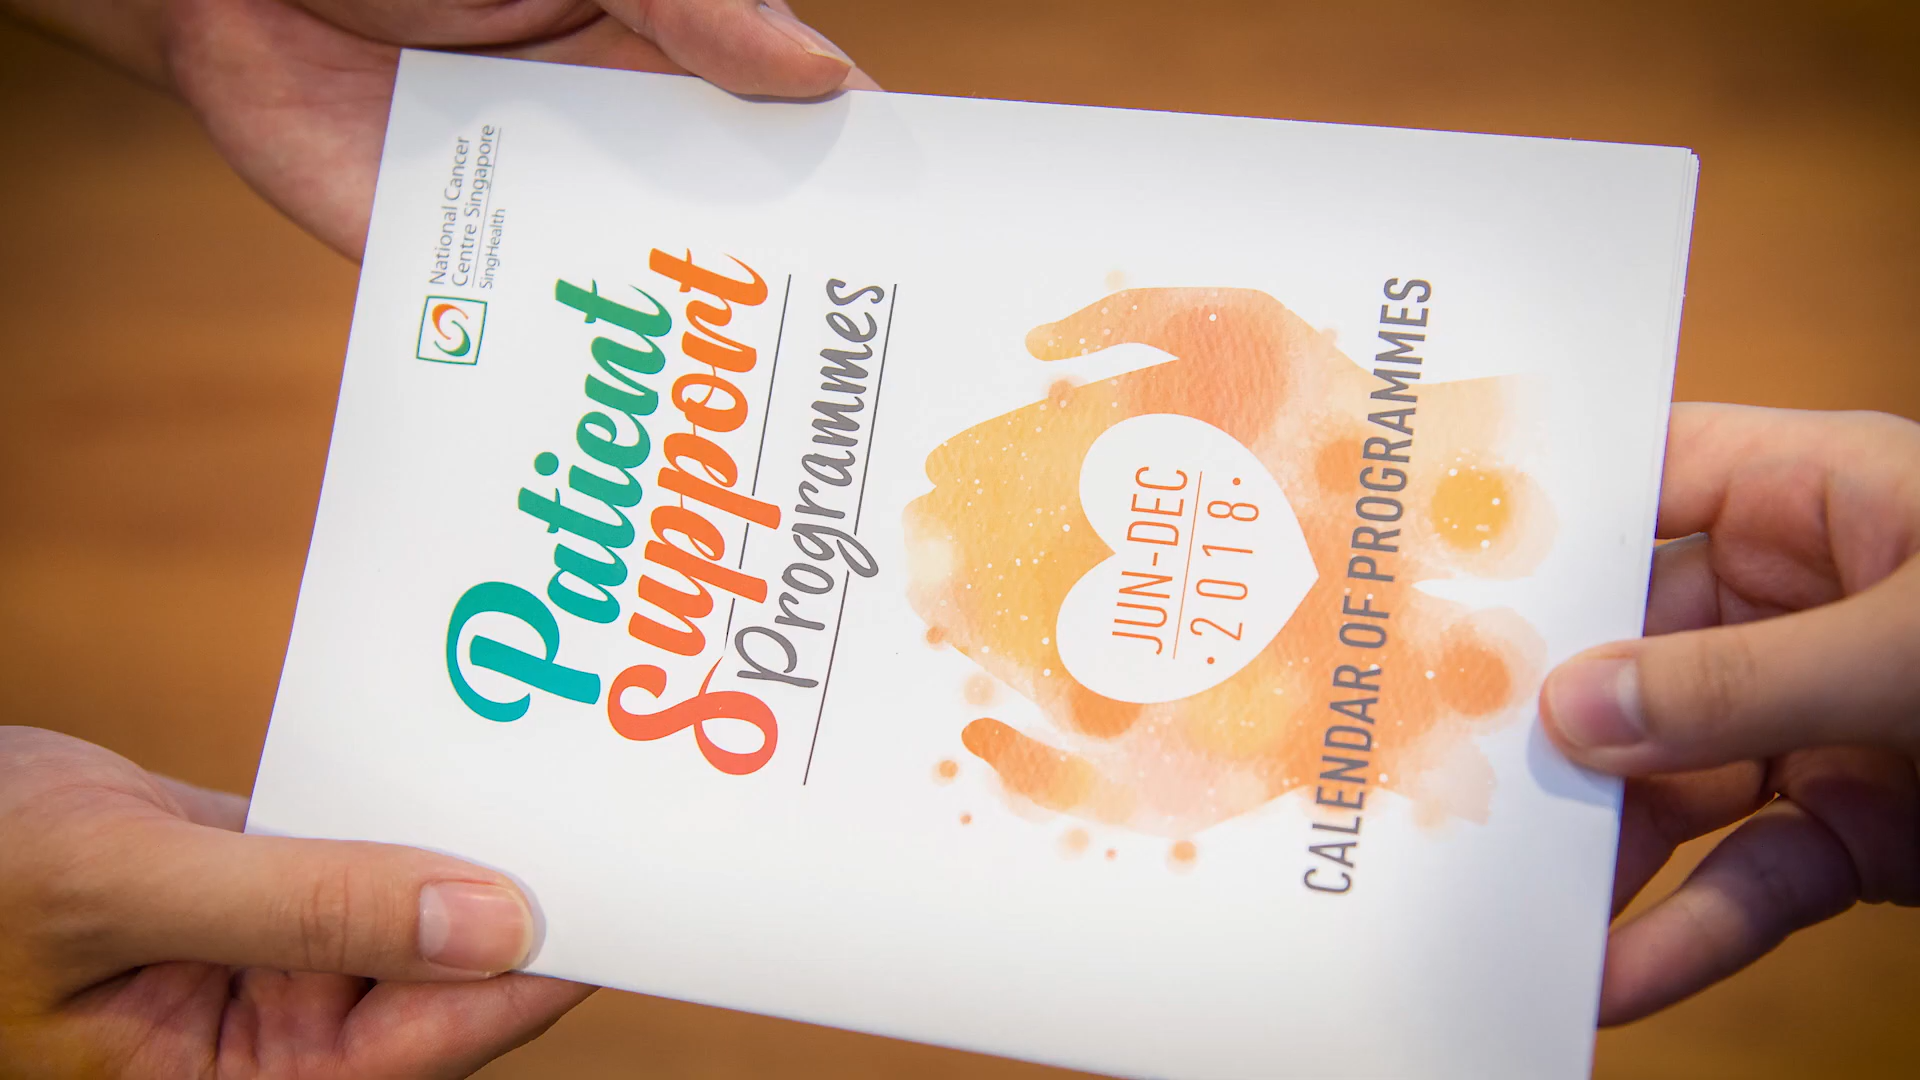 National Cancer
Centre Singapore
SingHealth
Patient
Support
Programmes
JUN-DEC
• 2018 •
CALENDAR OF PROGRAMMES